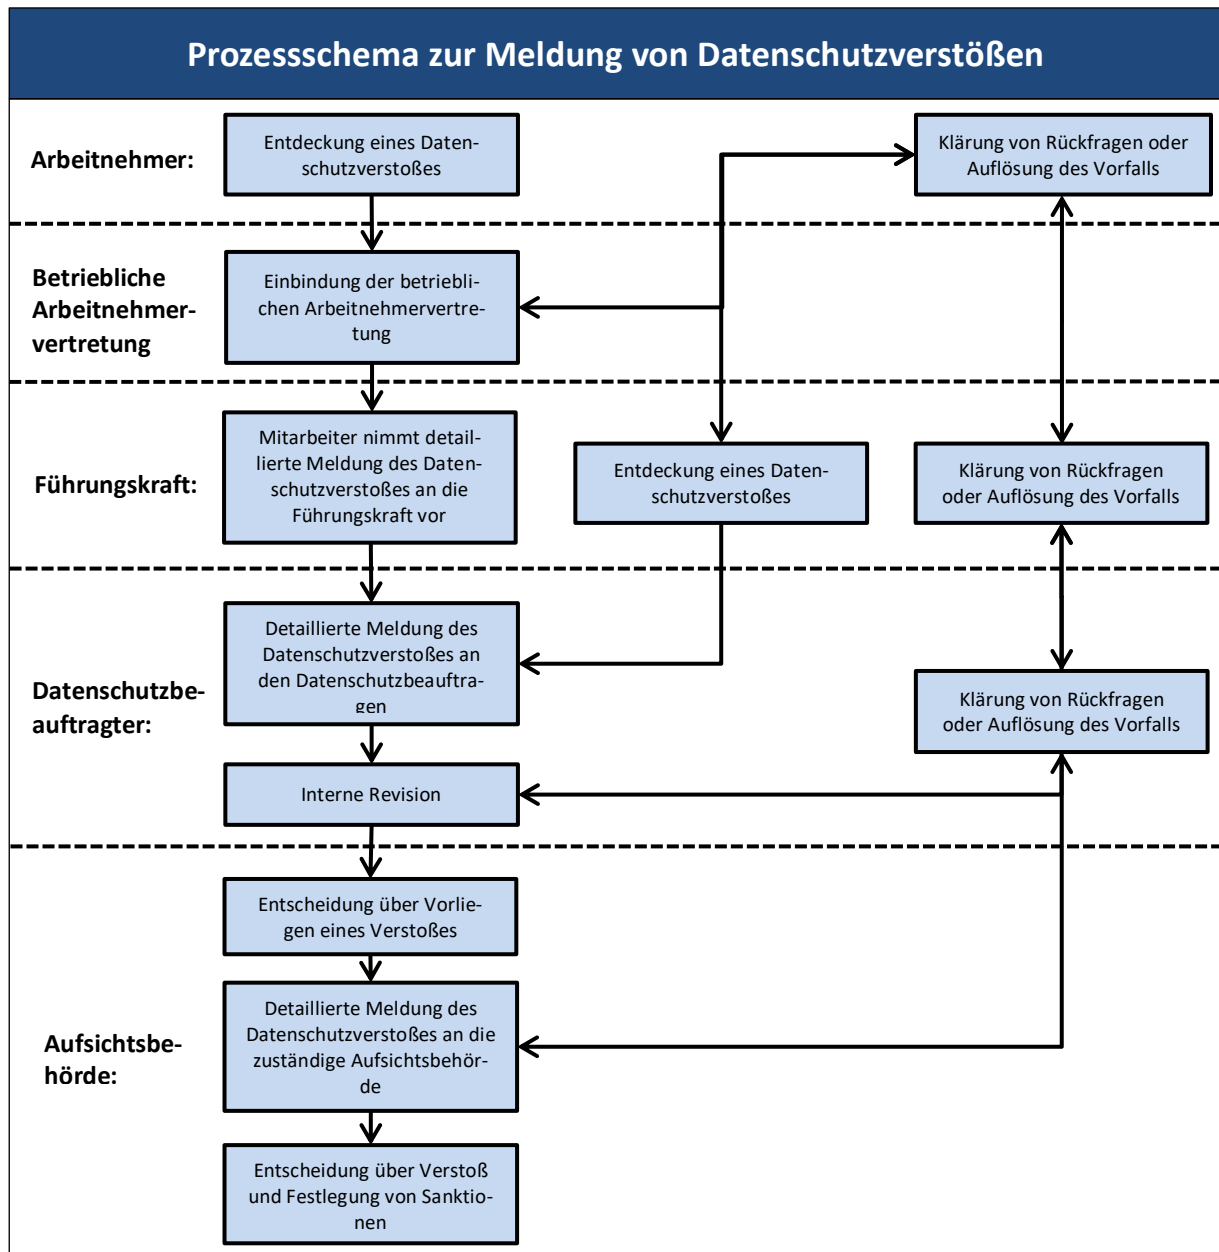 Prozessschema zur Meldung von Datenschutzverstößen
Arbeitnehmer:
Entdeckung eines Daten-
schutzverstoßes
Klärung von Rückfragen oder
Auflösung des Vorfalls
Betriebliche
Arbeitnehmer-
vertretung
Einbindung der betriebli-
chen Arbeitnehmervertre-
tung
Führungskraft:
Mitarbeiter nimmt detail-
lierte Meldung des Daten-
schutzverstoßes an die
Führungskraft vor
Entdeckung eines Daten-
schutzverstoßes
Klärung von Rückfragen
oder Auflösung des Vorfalls
Datenschutzbe-
auftragter:
Detaillierte Meldung des
Datenschutzverstoßes an
den Datenschutzbeauftra-
gen
Klärung von Rückfragen
oder Auflösung des Vorfalls
Interne Revision
Aufsichtsbe-
hörde:
Entscheidung über Vorlie-
gen eines Verstoßes
Detaillierte Meldung des
Datenschutzverstoßes an die
zuständige Aufsichtsbehör-
de
Entscheidung über Verstoß
und Festlegung von Sanktio-
nen